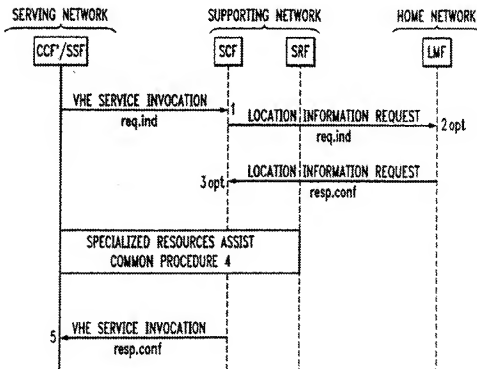 SERVING NETWORK
SUPPORTING NETWORK
HOME NETWORK
CCF'/SSF
SCF
SRF
LMF
VHE SERVICE INVOCATION
1
req.ind
LOCATION INFORMATION REQUEST
2 opt
req.ind
LOCATION INFORMATION REQUEST
3 opt
resp.conf
SPECIALIZED RESOURCES ASSIST
COMMON PROCEDURE 4
5
VHE SERVICE INVOCATION
resp.conf